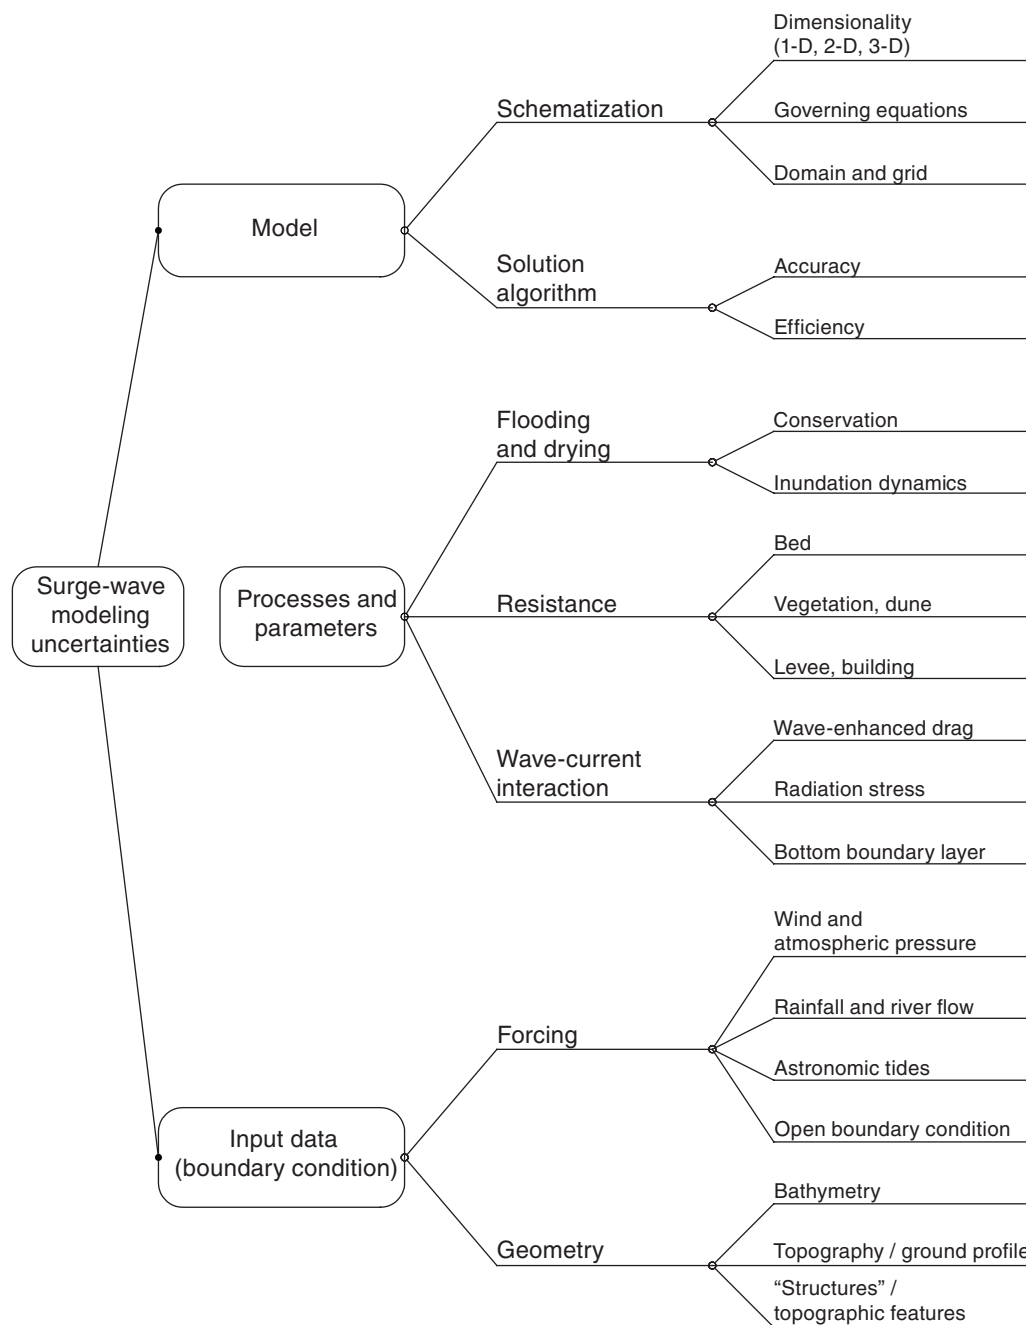 Surge-wave
modeling
uncertainties
Model
Schematization
Dimensionality
(1-D, 2-D, 3-D)
Governing equations
Domain and grid
Solution
algorithm
Accuracy
Efficiency
Processes and
parameters
Flooding
and drying
Conservation
Inundation dynamics
Resistance
Bed
Vegetation, dune
Levee, building
Wave-current
interaction
Wave-enhanced drag
Radiation stress
Bottom boundary layer
Input data
(boundary condition)
Forcing
Wind and
atmospheric pressure
Rainfall and river flow
Astronomic tides
Open boundary condition
Geometry
Bathymetry
Topography / ground profile
“Structures” /
topographic features